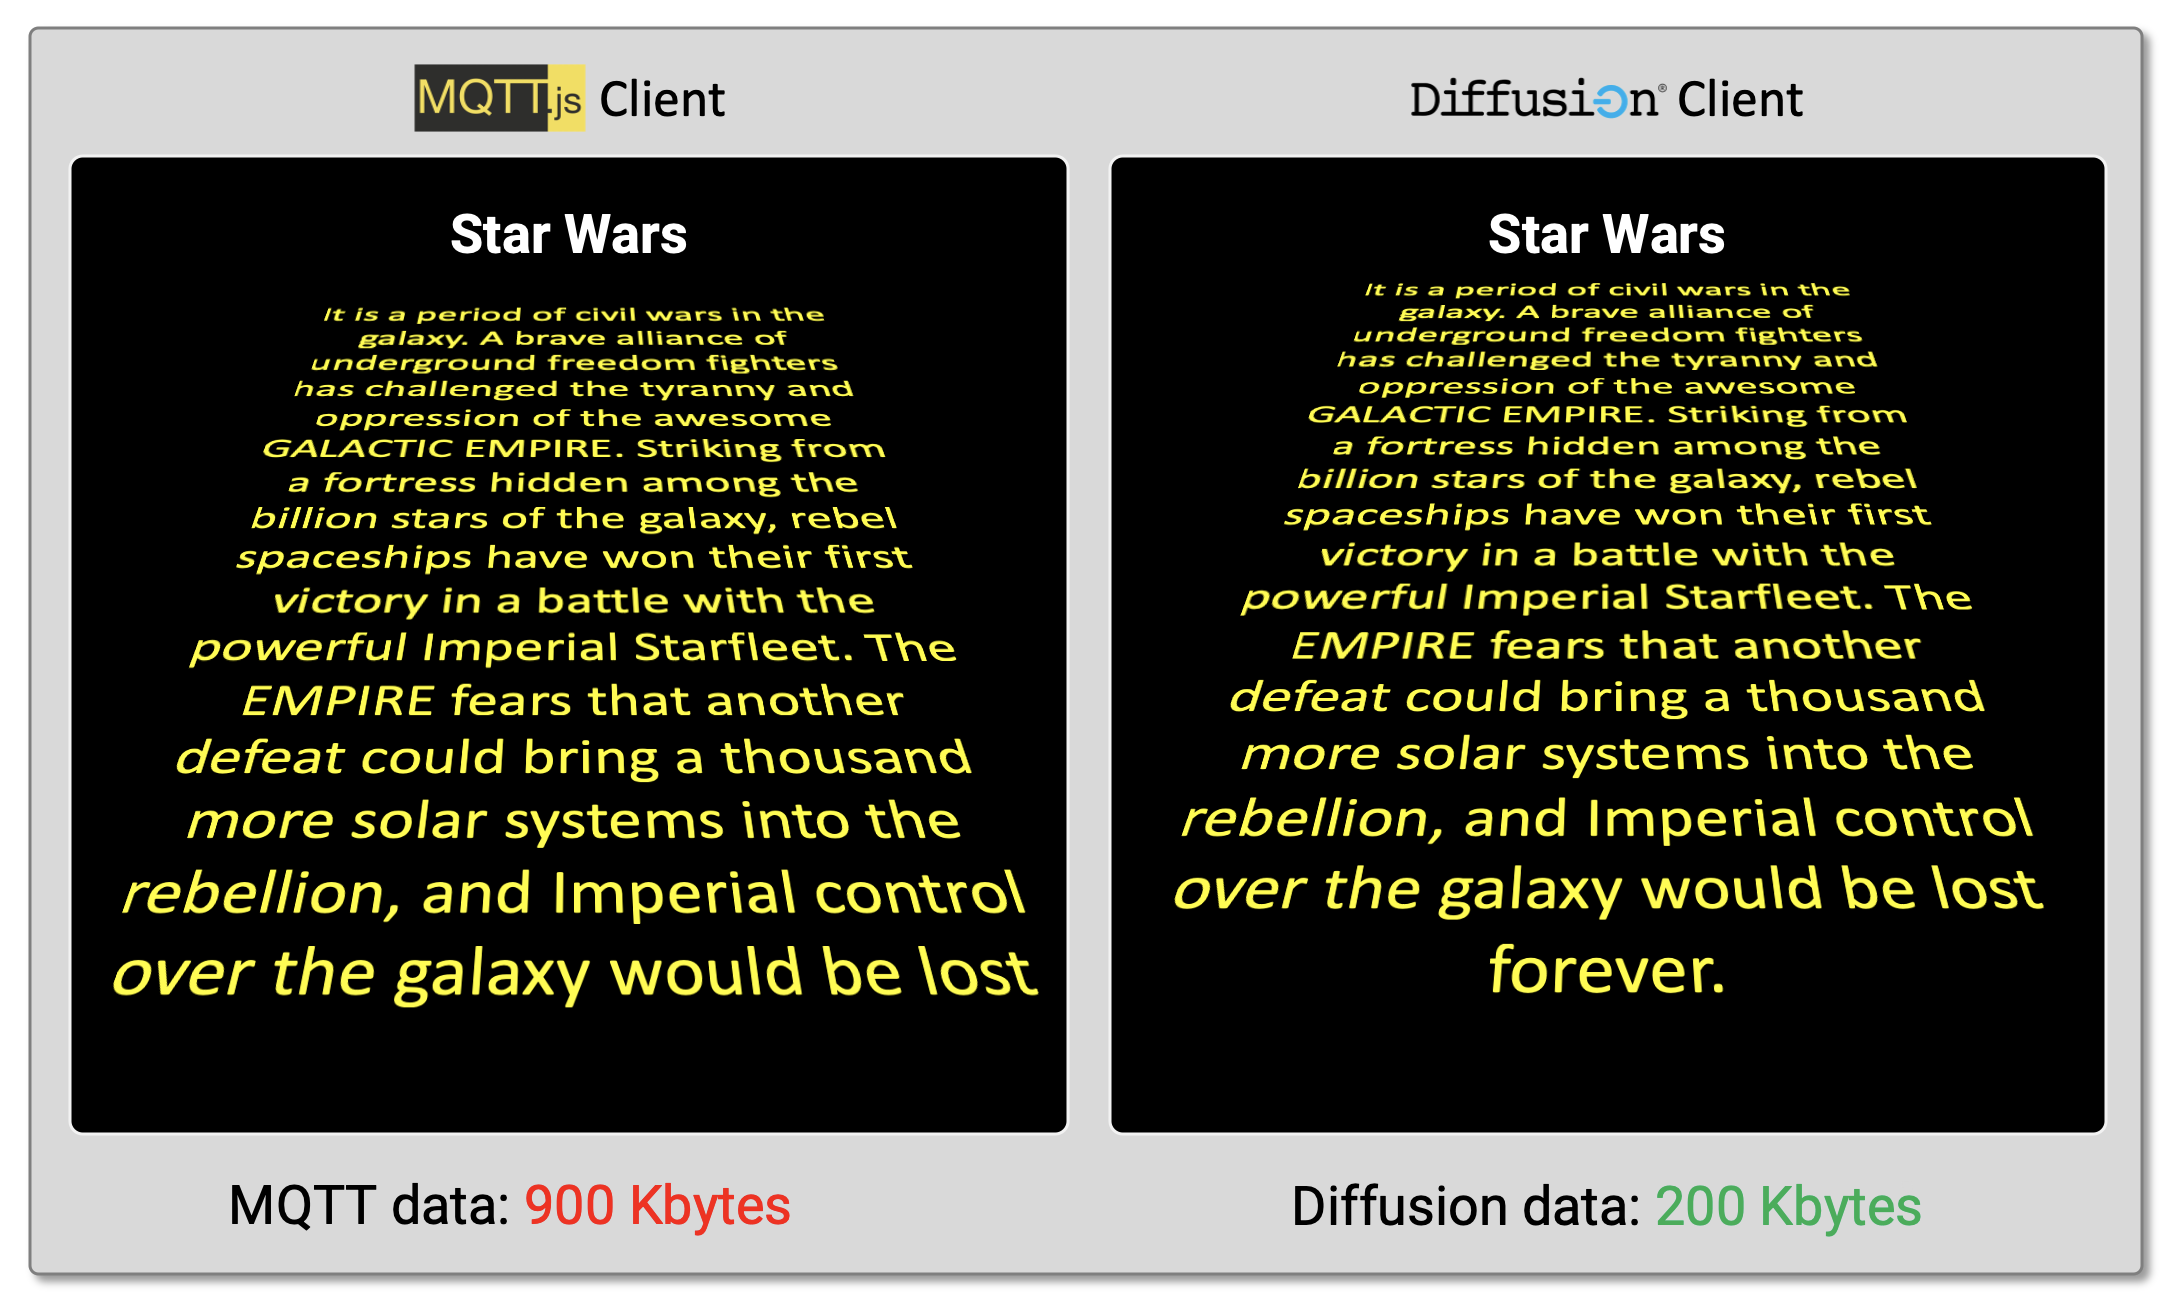 MQTT.js Client
Star Wars
It is a period of civil wars in the
galaxy. A brave alliance of
underground freedom fighters
has challenged the tyranny and
oppression of the awesome
GALACTIC EMPIRE. Striking from
a fortress hidden among the
billion stars of the galaxy, rebel
spaceships have won their first
victory in a battle with the
powerful Imperial Starfleet. The
EMPIRE fears that another
defeat could bring a thousand
more solar systems into the
rebellion, and Imperial control
over the galaxy would be lost
MQTT data: 900 Kbytes
Diffusion® Client
Star Wars
It is a period of civil wars in the
galaxy. A brave alliance of
underground freedom fighters
has challenged the tyranny and
oppression of the awesome
GALACTIC EMPIRE. Striking from
a fortress hidden among the
billion stars of the galaxy, rebel
spaceships have won their first
victory in a battle with the
powerful Imperial Starfleet. The
EMPIRE fears that another
defeat could bring a thousand
more solar systems into the
rebellion, and Imperial control
over the galaxy would be lost
forever.
Diffusion data: 200 Kbytes